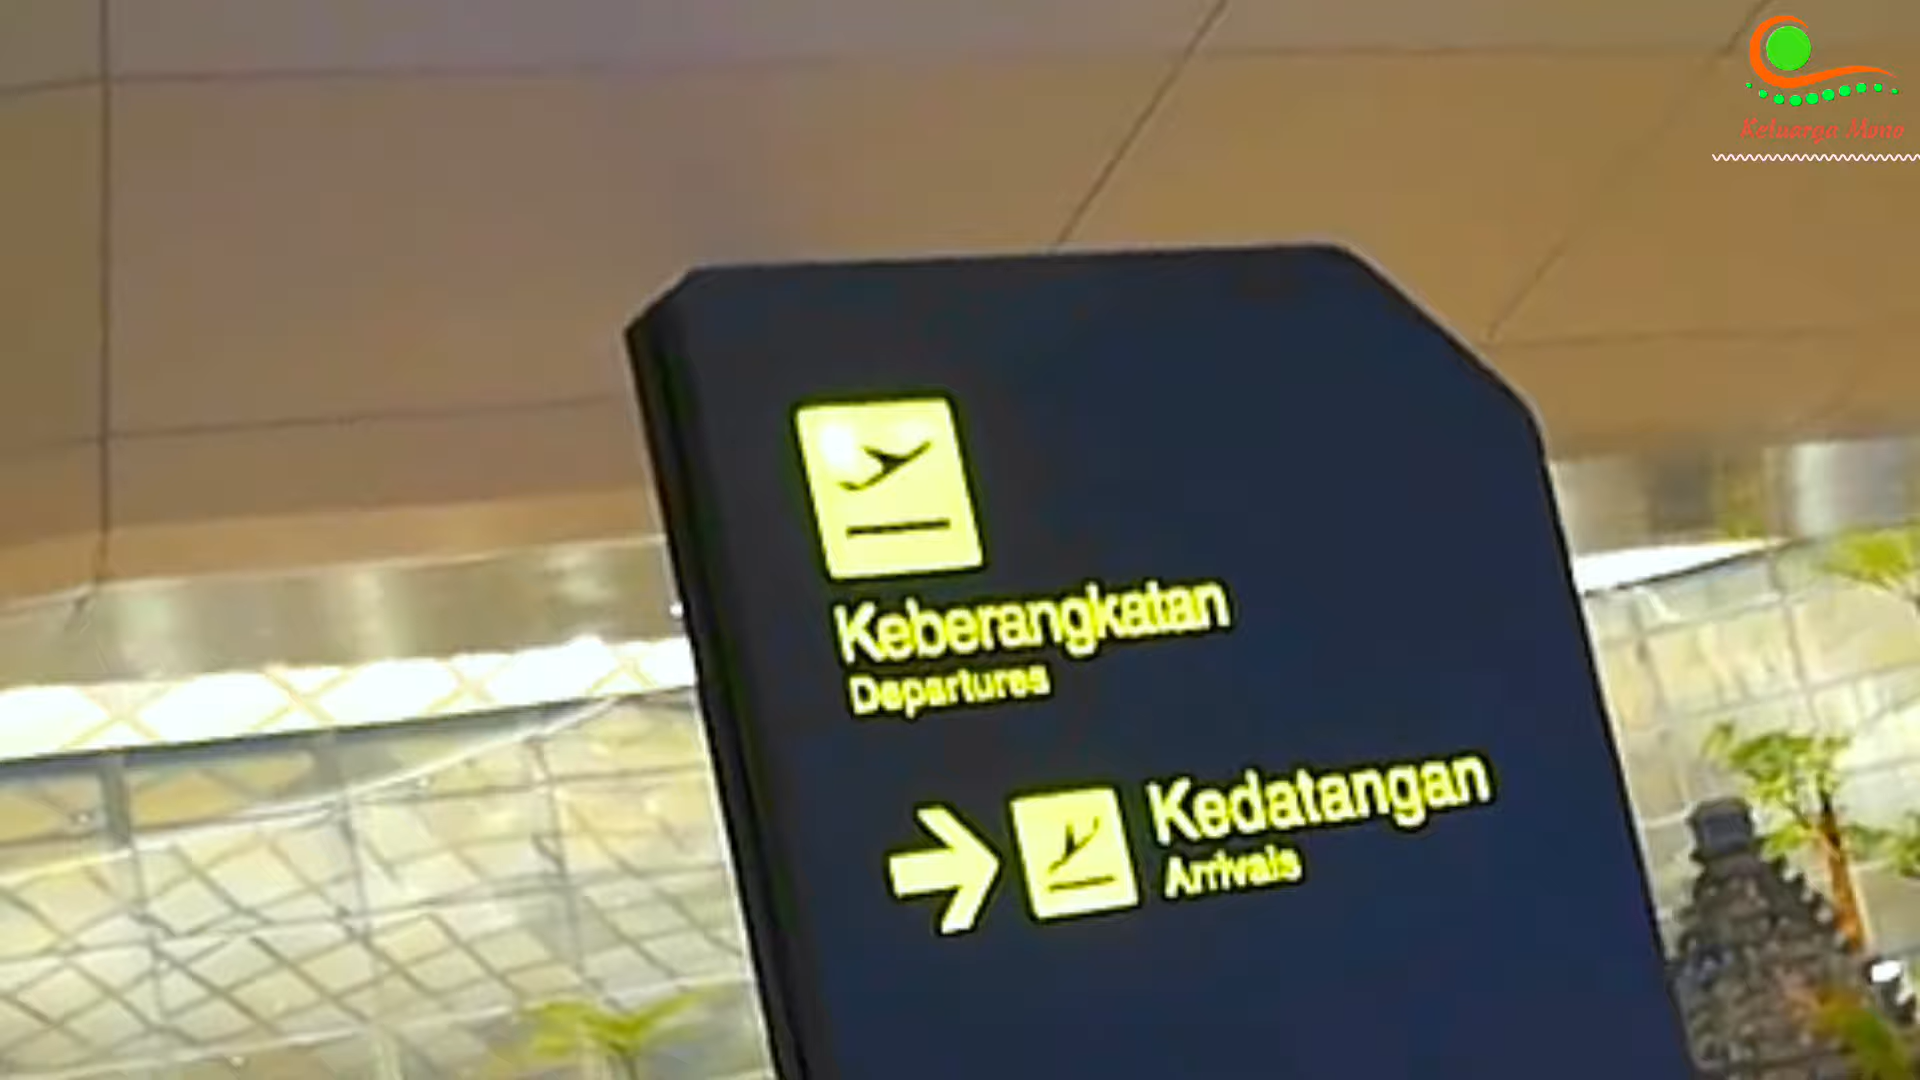 Keluarga Mono
Keberangkatan
Departures
Kedatangan
Arrivals